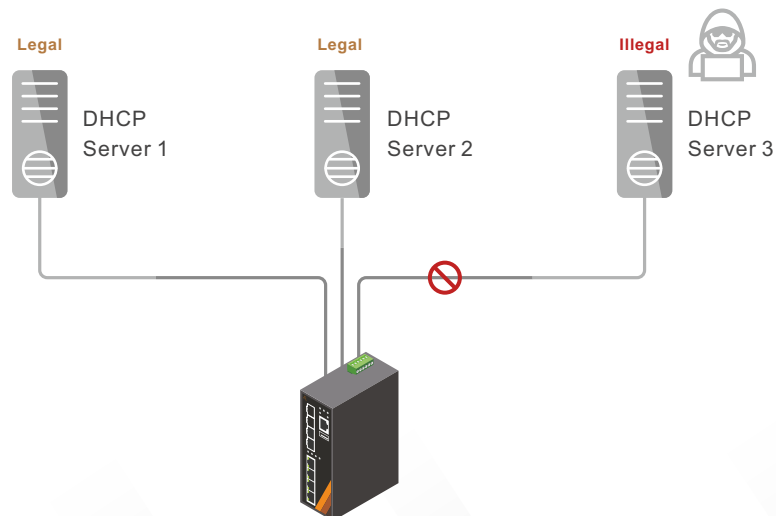 Legal
Legal
Illegal
DHCP
Server 1
DHCP
Server 2
DHCP
Server 3